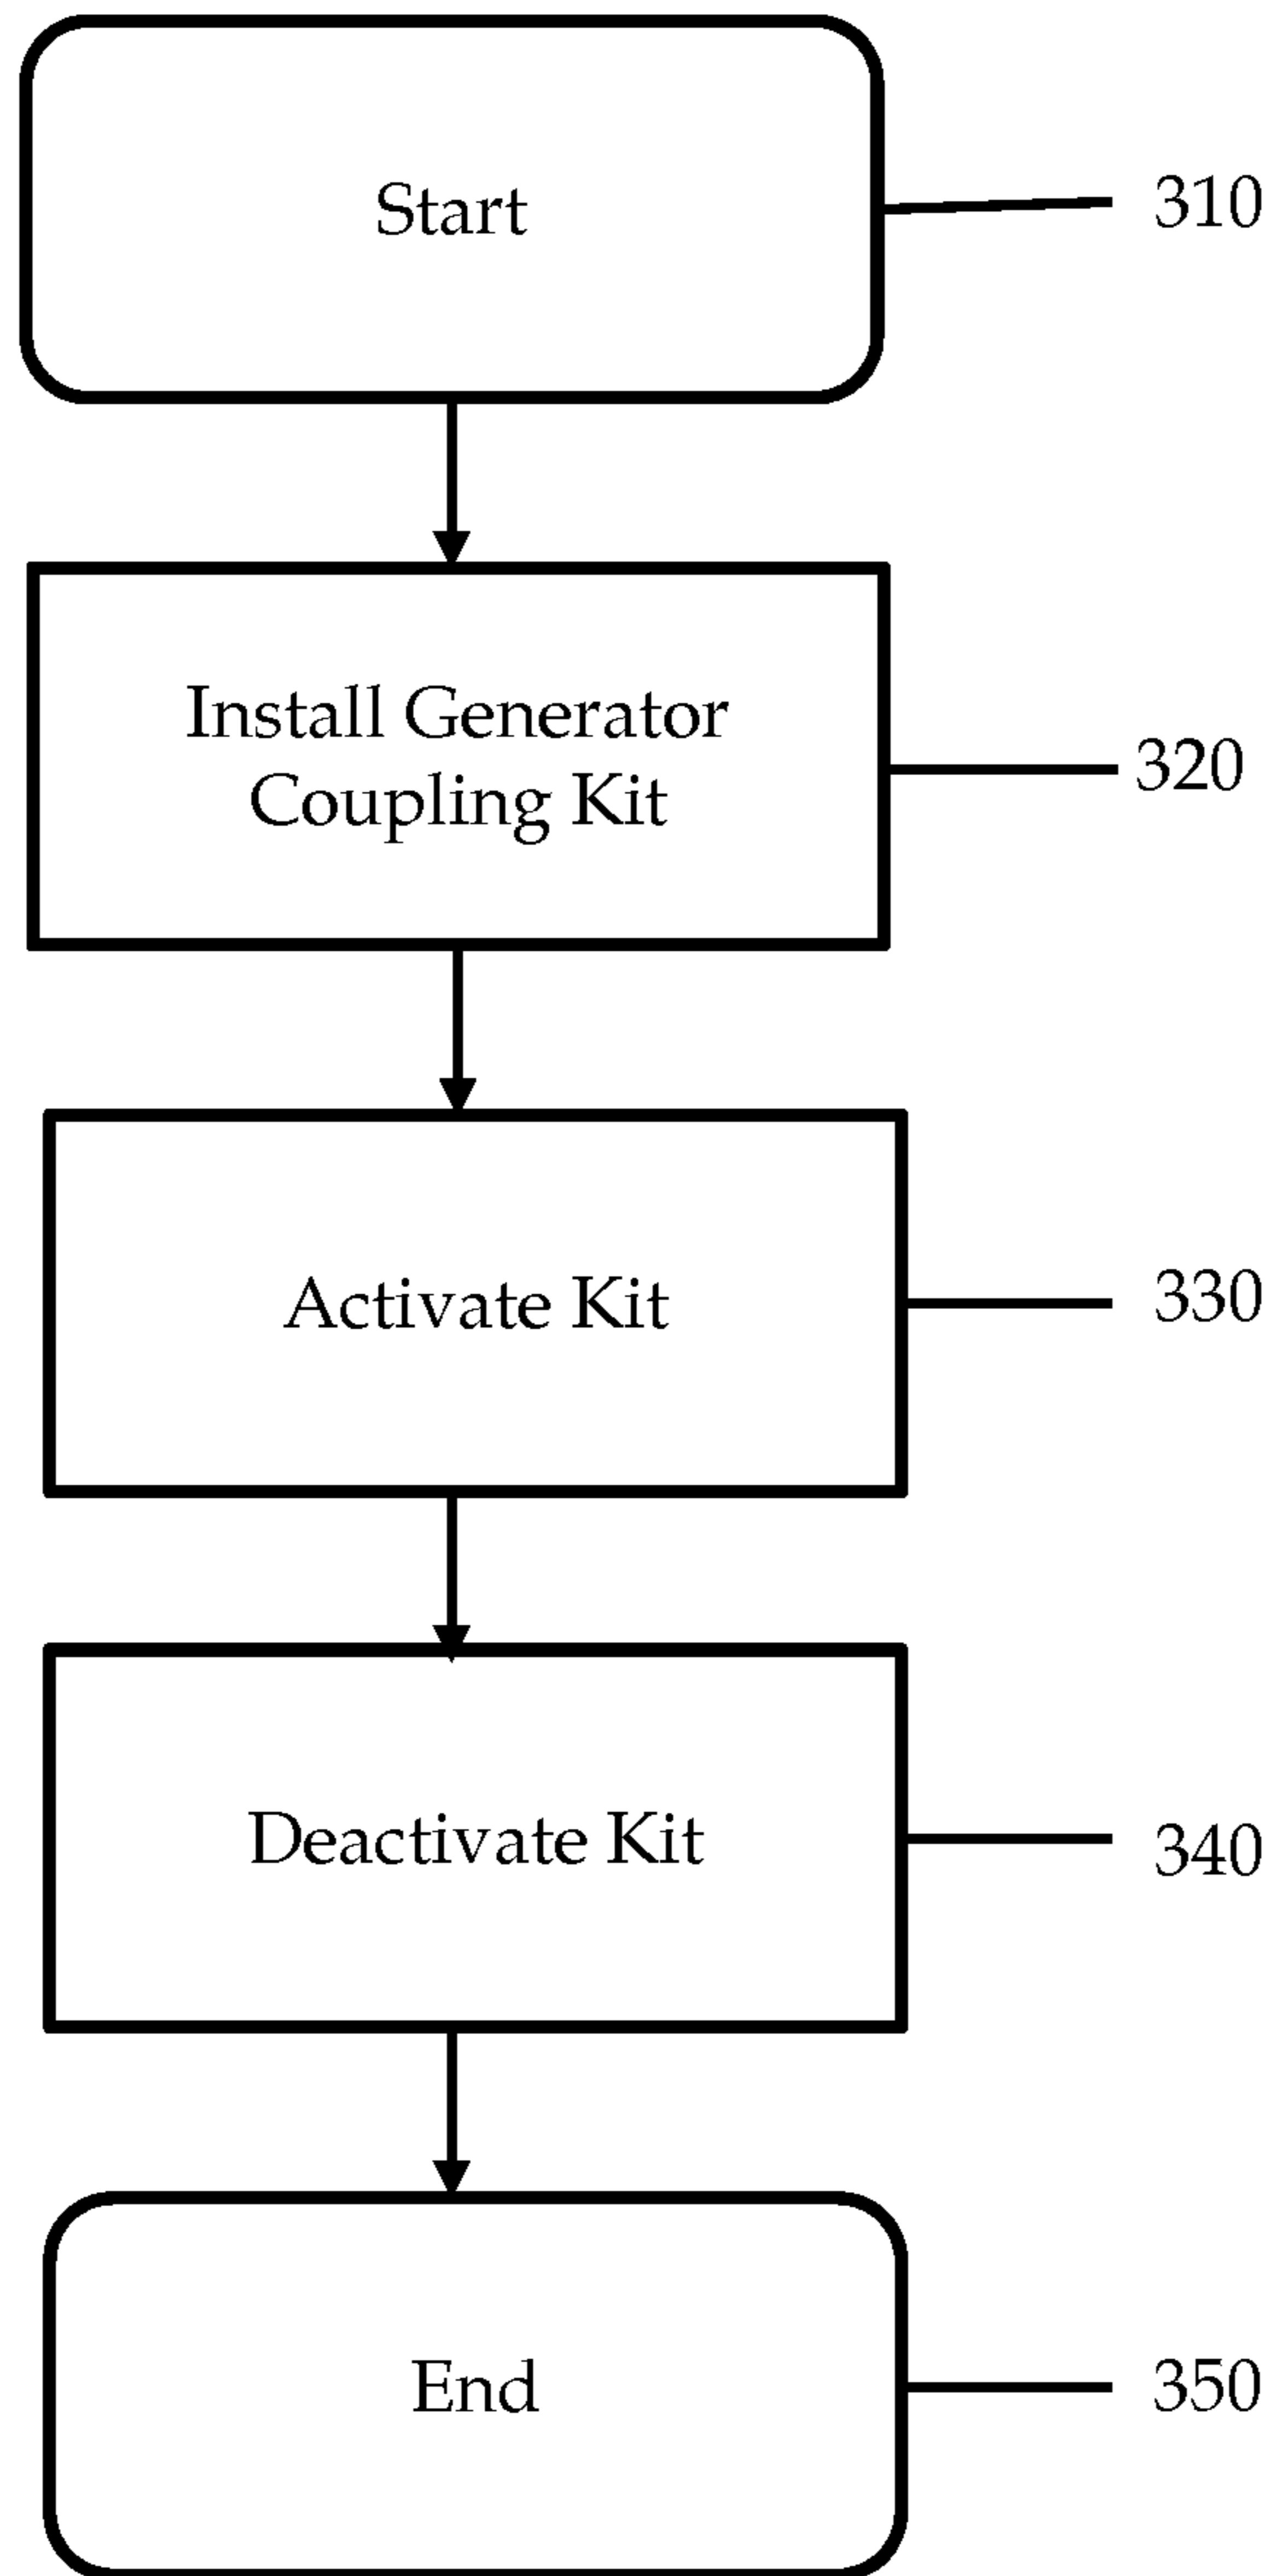 Start
310
Install Generator
Coupling Kit
320
Activate Kit
330
Deactivate Kit
340
End
350